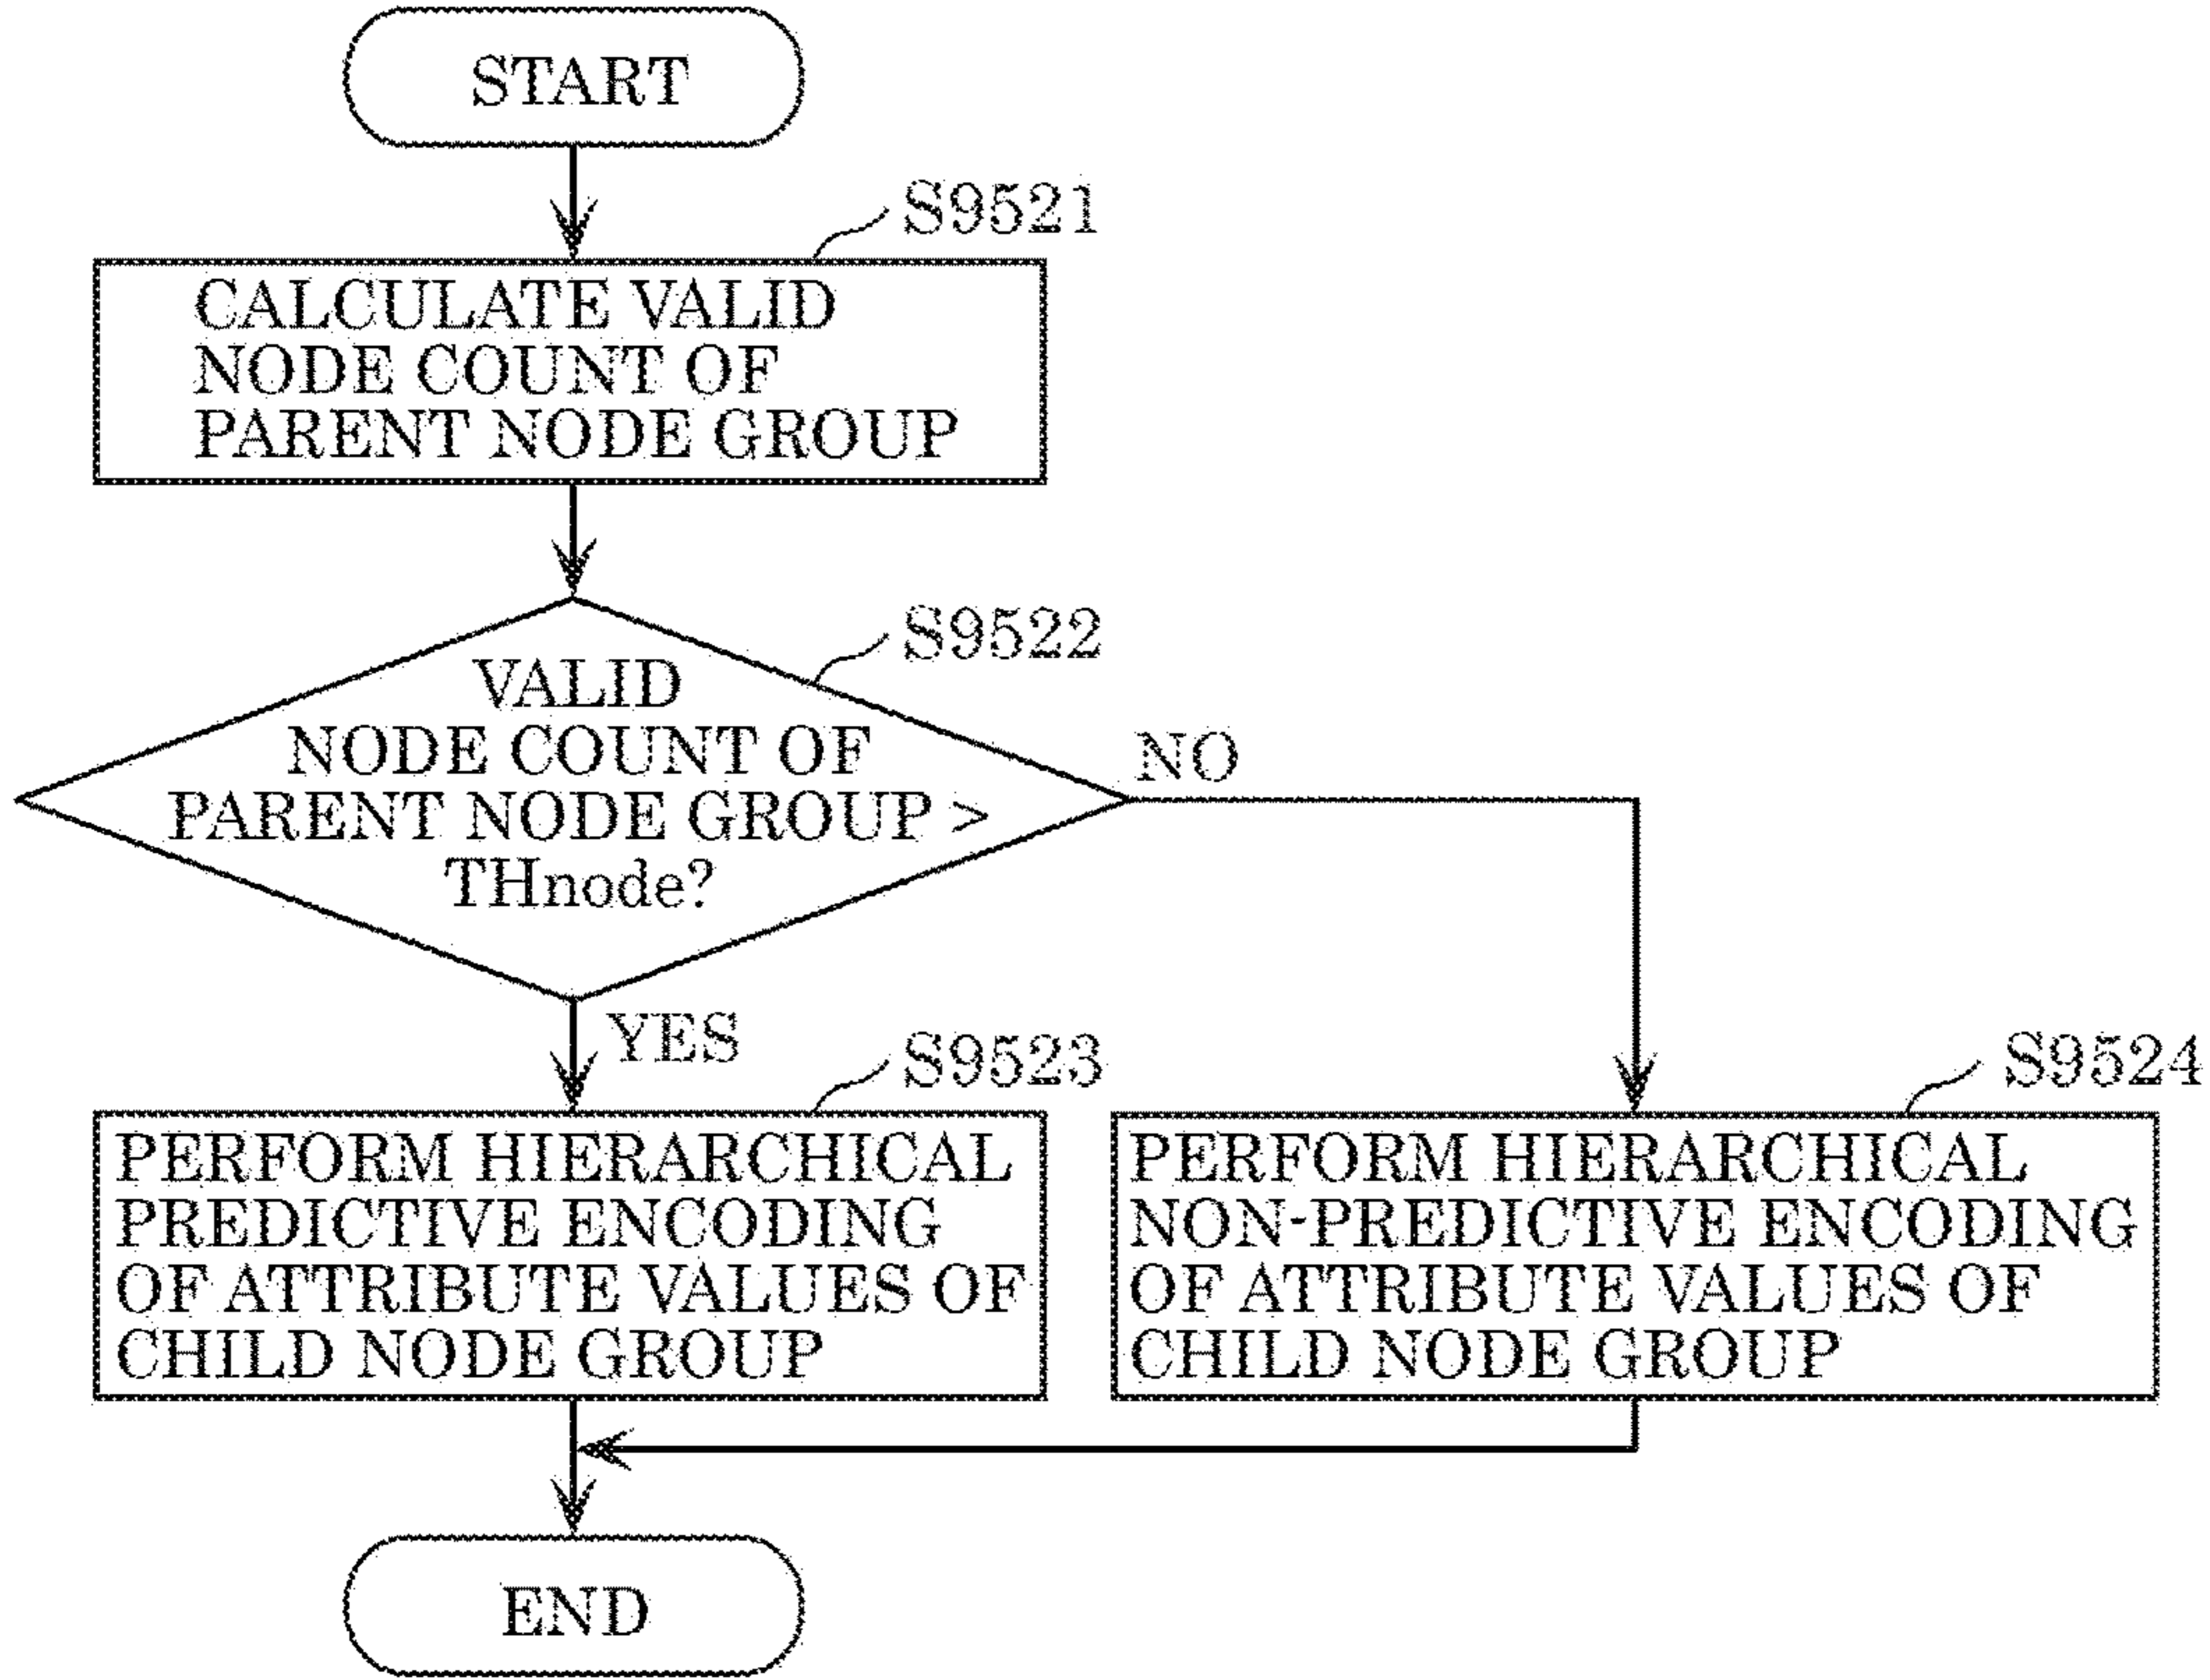 START
S9521
CALCULATE VALID
NODE COUNT OF
PARENT NODE GROUP
S9522
VALID
NODE COUNT OF
PARENT NODE GROUP >
THnode?
NO
YES
S9523
PERFORM HIERARCHICAL
PREDICTIVE ENCODING
OF ATTRIBUTE VALUES OF
CHILD NODE GROUP
S9524
PERFORM HIERARCHICAL
NON-PREDICTIVE ENCODING
OF ATTRIBUTE VALUES OF
CHILD NODE GROUP
END